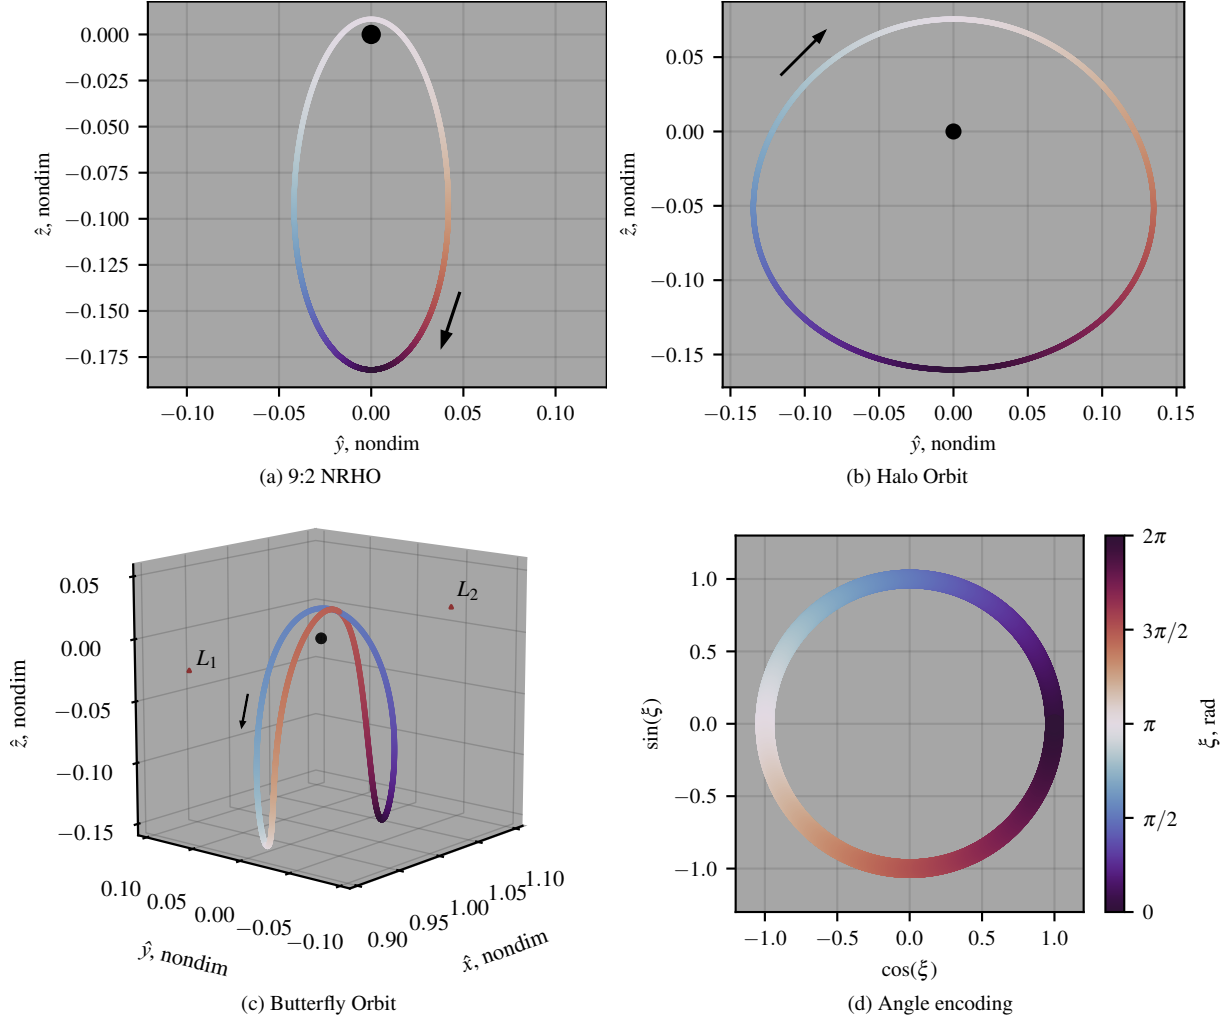 0.000
−0.025
−0.050
−0.075
−0.100
−0.125
−0.150
−0.175
ẑ, nondim
−0.10 −0.05 0.00 0.05 0.10
ŷ, nondim
(a) 9:2 NRHO
0.05
0.00
−0.05
−0.10
−0.15
ẑ, nondim
−0.15 −0.10 −0.05 0.00 0.05 0.10 0.15
ŷ, nondim
(b) Halo Orbit
0.05
0.00
−0.05
−0.10
−0.15
ẑ, nondim
L₁
L₂
0.10 0.05 0.00 −0.05 −0.10
ŷ, nondim
0.90 0.95 1.00 1.05 1.10
x̂, nondim
(c) Butterfly Orbit
1.0
0.5
0.0
−0.5
−1.0
sin(ξ)
−1.0 −0.5 0.0 0.5 1.0
cos(ξ)
2π
3π/2
π
π/2
0
ξ, rad
(d) Angle encoding